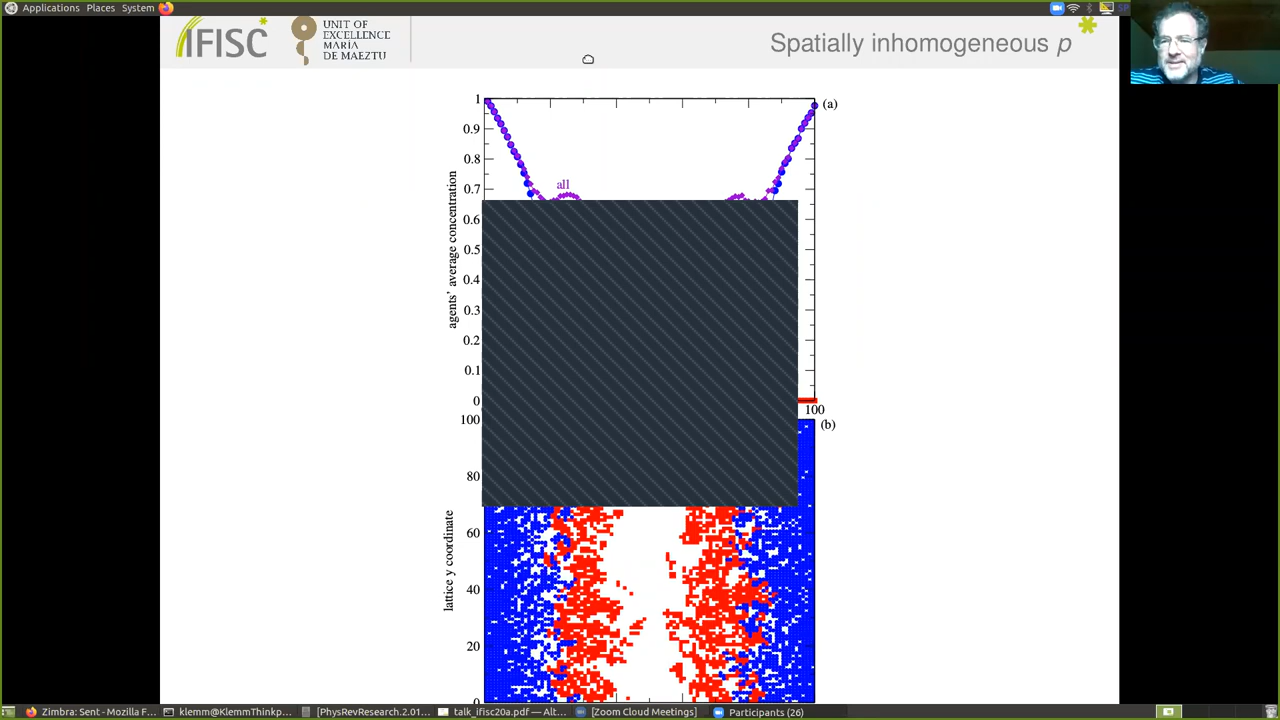 Applications Places System
SP
IFISC
UNIT OF
EXCELLENCE
MARÍA
DE MAEZTU
Spatially inhomogeneous p
(a)
1
0.9
0.8
0.7
0.6
0.5
0.4
0.3
0.2
0.1
0
agents' average concentration
all
100
(b)
100
80
60
40
20
0
lattice y coordinate
Zimbra: Sent - Mozilla F...
klemm@KlemmThinkp...
[PhysRevResearch.2.01...
talk_ifisc20a.pdf — Atr...
[Zoom Cloud Meetings]
Participants (26)